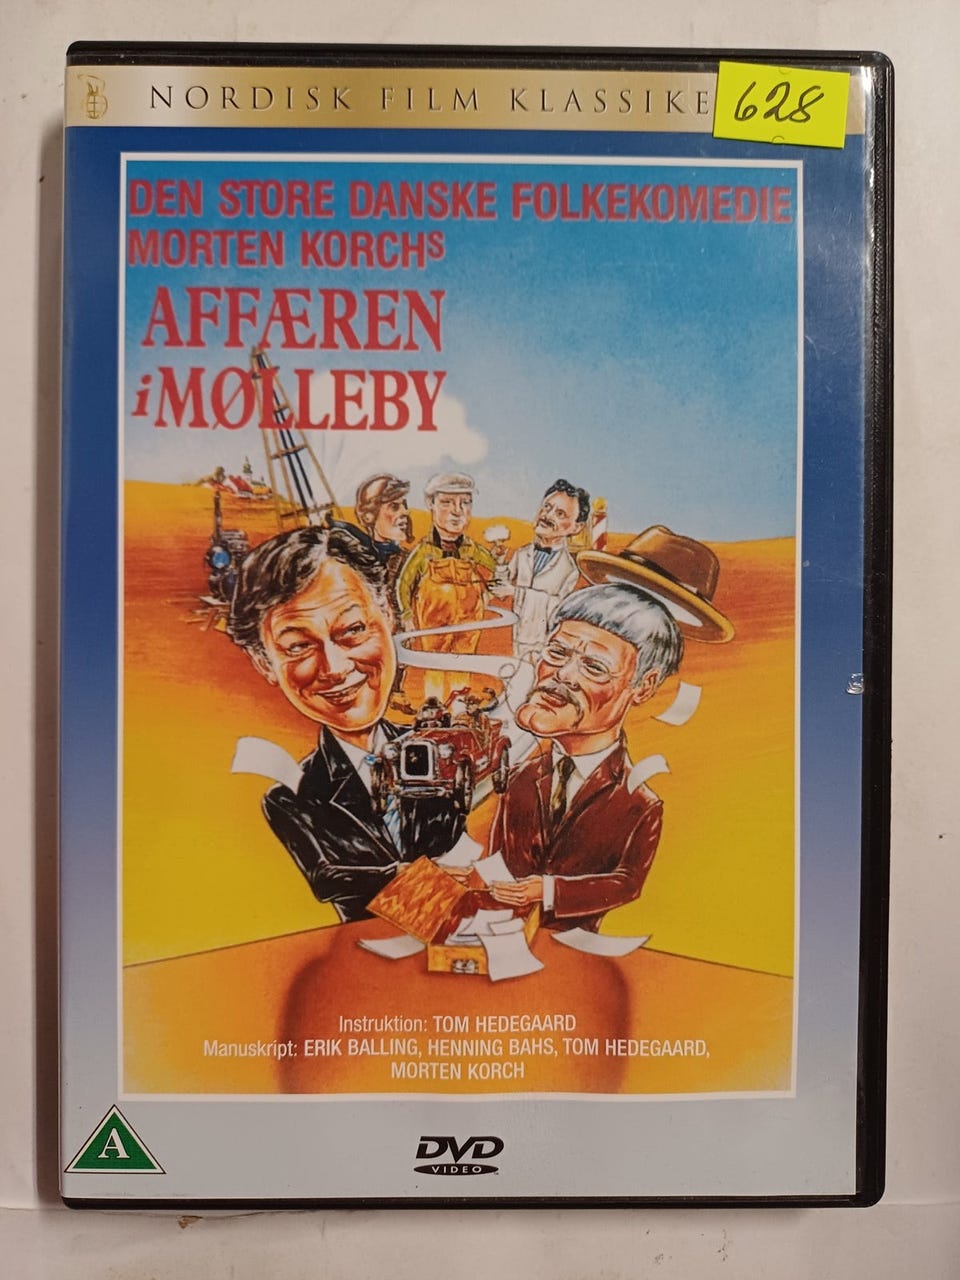 NORDISK FILM KLASSIKE
628
DEN STORE DANSKE FOLKEKOMEDIE
MORTEN KORCHS
AFFÆREN
i MØLLEBY
Instruktion: TOM HEDEGAARD
Manuskript: ERIK BALLING, HENNING BAHS, TOM HEDEGAARD,
MORTEN KORCH
A
DVD
VIDEO